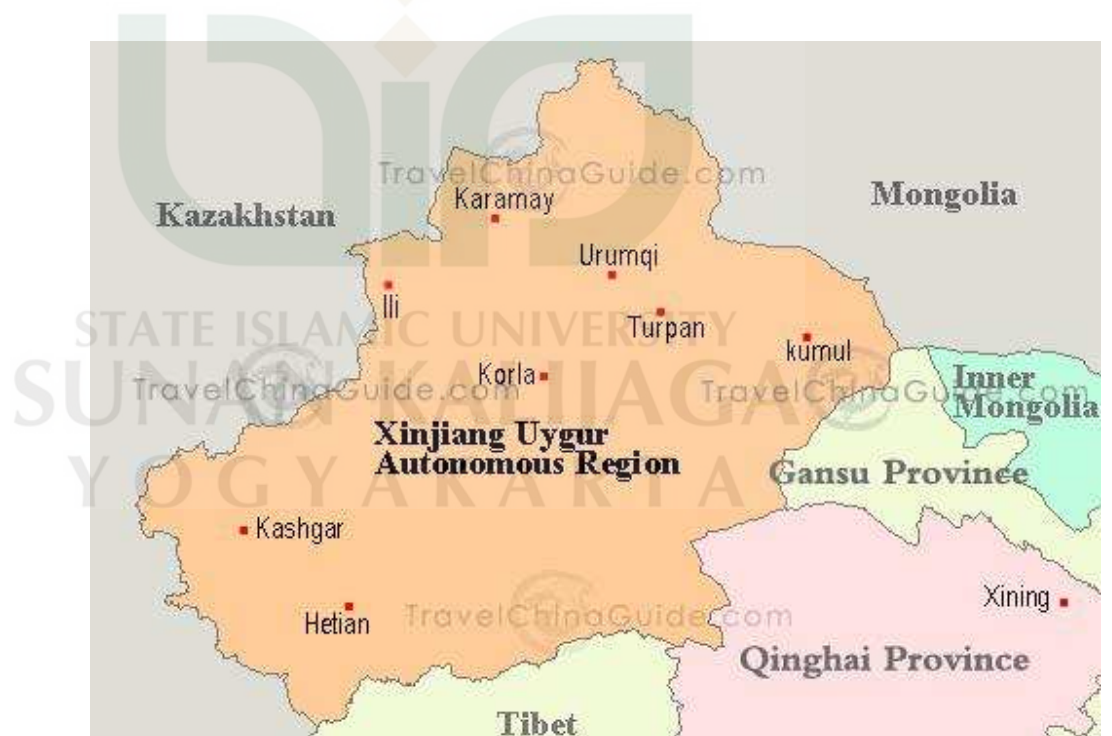 TravelChinaGuide.com
Mongolia
Kazakhstan
Karamay
Urumqi
Ili
STATE ISLAMIC UNIVERSITY
Turpan
kumul
SUNAN KALIJAGA
Korla
TravelChinaGuide.com
TravelChinaGuide.com
Inner
Mongolia
Xinjiang Uygur
Autonomous Region
Gansu Province
YOGYAKARTA
Kashgar
Hetian
TravelChinaGuide.com
Xining
Qinghai Province
Tibet